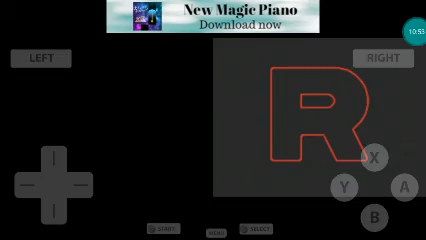 New Magic Piano
Download now
10:53
LEFT
RIGHT
R
X
Y
A
B
START
MENU
SELECT